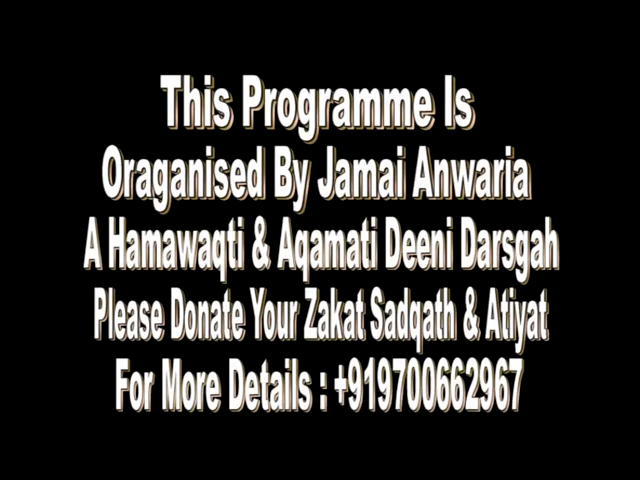 This Programme Is
Oraganised By Jamai Anwaria
A Hamawaqti & Aqamati Deeni Darsgah
Please Donate Your Zakat Sadqath & Atiyat
For More Details : +919700662967